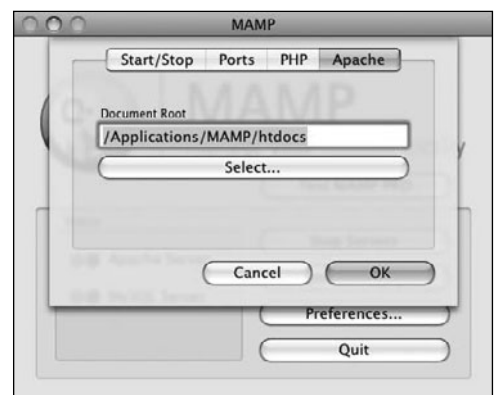 MAMP
Start/Stop Ports PHP Apache
Document Root
/Applications/MAMP/htdocs
Select...
Cancel OK
Preferences...
Quit